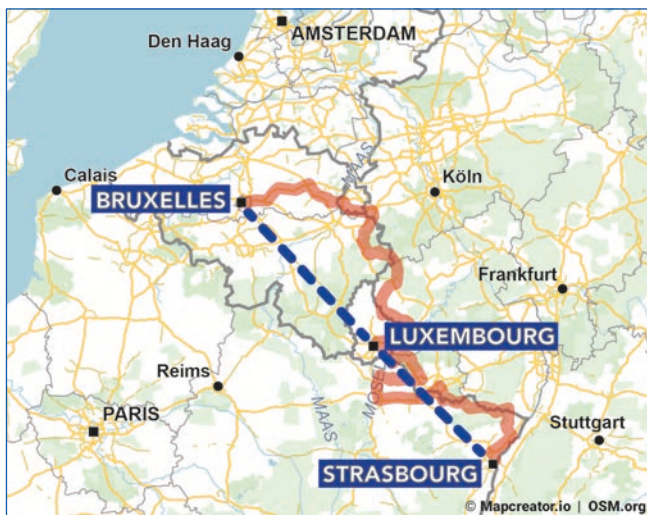 AMSTERDAM
Den Haag
MAAS
Calais
Köln
BRUXELLES
Frankfurt
LUXEMBOURG
Reims
MOSEL
MAAS
PARIS
Stuttgart
STRASBOURG
© Mapcreator.io | OSM.org